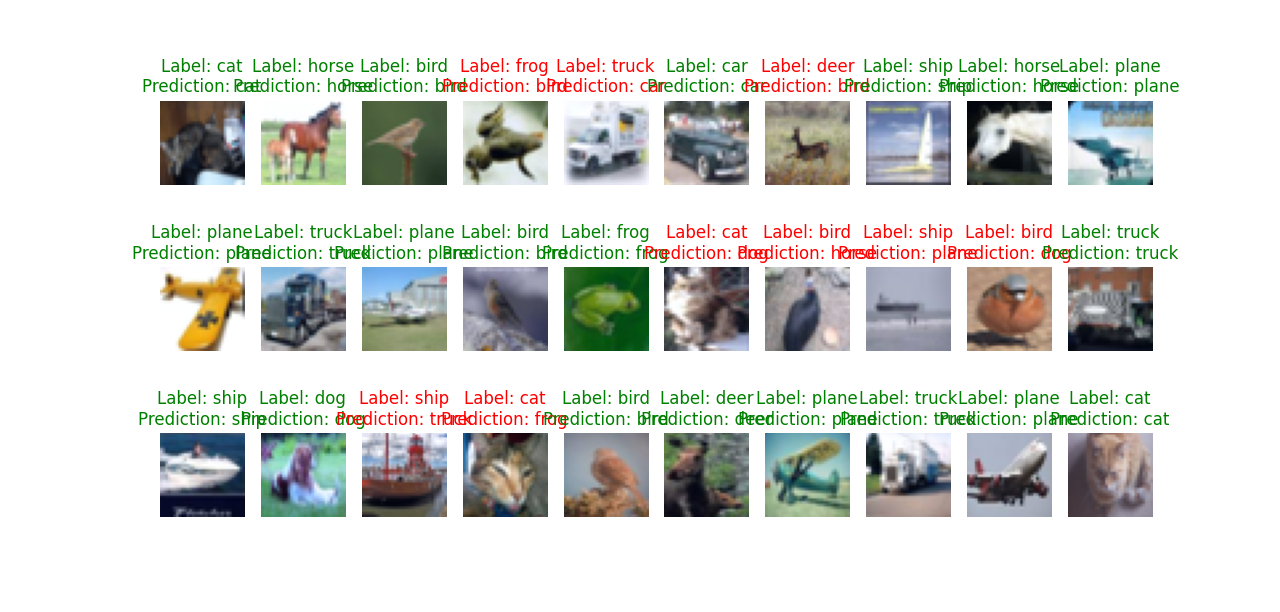 Label: cat Label: horse Label: bird Label: frog Label: truck Label: car Label: deer Label: ship Label: horse Label: plane
Prediction: cat Prediction: horse Prediction: bird Prediction: bird Prediction: car Prediction: car Prediction: bird Prediction: ship Prediction: horse Prediction: plane
Label: plane Label: truck Label: plane Label: bird Label: frog Label: cat Label: bird Label: ship Label: bird Label: truck
Prediction: plane Prediction: truck Prediction: plane Prediction: bird Prediction: frog Prediction: dog Prediction: horse Prediction: plane Prediction: Prediction: truck
Label: ship Label: dog Label: ship Label: cat Label: bird Label: deer Label: plane Label: truck Label: plane Label: cat
Prediction: ship Prediction: dog Prediction: truck Prediction: frog Prediction: bird Prediction: deer Prediction: plane Prediction: truck Prediction: plane Prediction: cat